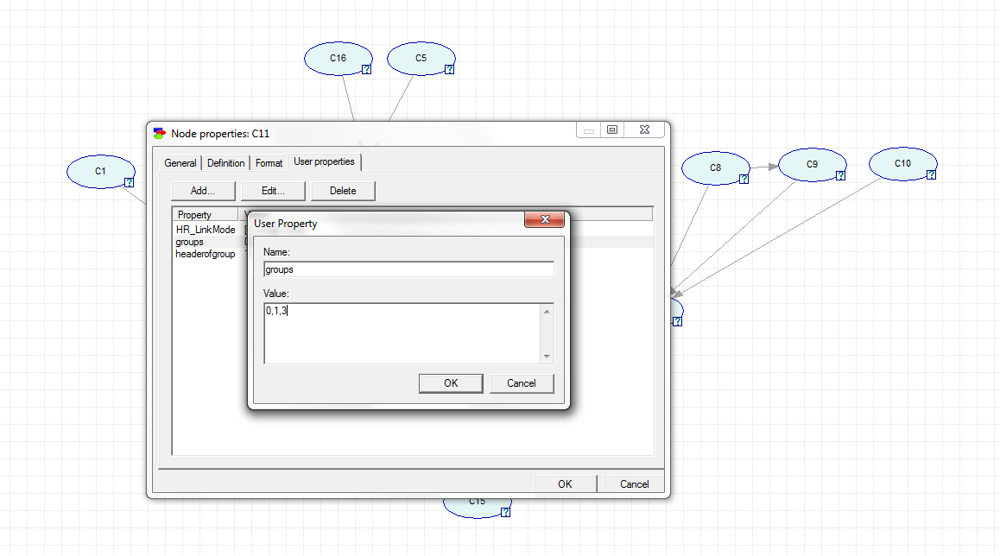 C16
C5
Node properties: C11
C1
C8
C9
C10
General
Definition
Format
User properties
Add...
Edit...
Delete
Property
HR_LinkMode
groups
headerofgroup
User Property
Name:
groups
Value:
0,1,3
OK
Cancel
OK
Cancel
C15
?
?
?
?
?
?
?
?